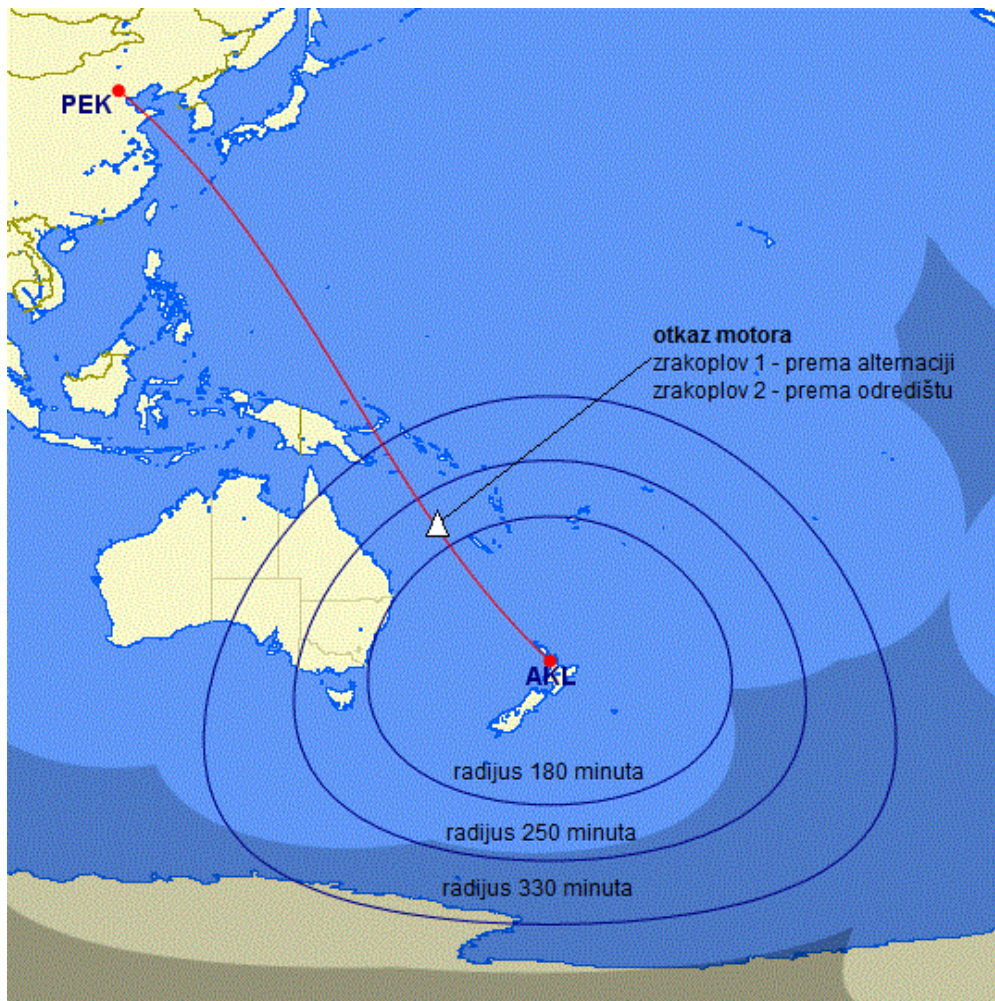 PEK
otkaz motora
zrakoplov 1 - prema alternaciji
zrakoplov 2 - prema odredištu
AKL
radijus 180 minuta
radijus 250 minuta
radijus 330 minuta